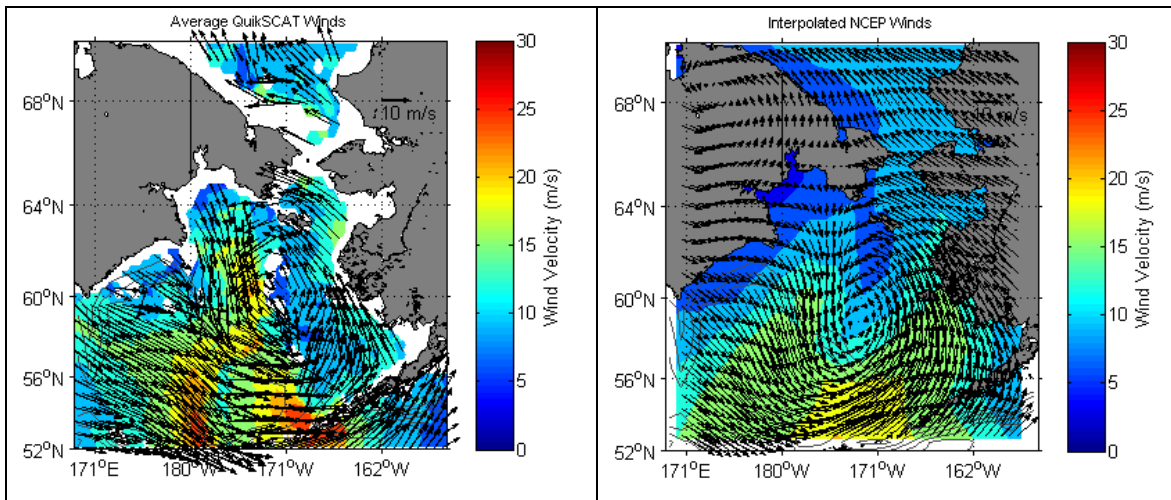 Average QuikSCAT Winds
30
25
20
15
10
5
0
Wind Velocity (m/s)
68°N
64°N
60°N
56°N
52°N
10 m/s
171°E
180°W
171°W
162°W
Interpolated NCEP Winds
30
25
20
15
10
5
0
Wind Velocity (m/s)
68°N
64°N
60°N
56°N
52°N
10 m/s
171°E
180°W
171°W
162°W